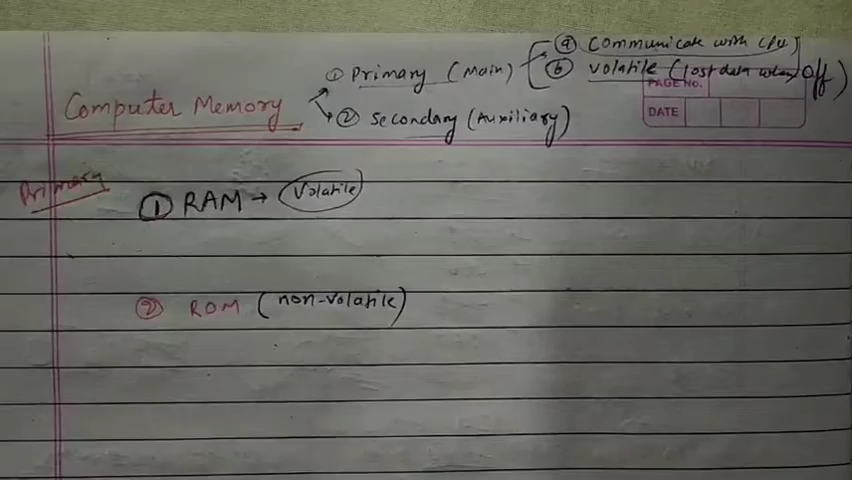 (a) Communicate with CPU
① Primary (Main)
(b) Volatile (lost data when Off)
PAGE NO.
Computer Memory
② Secondary (Auxiliary)
DATE
Primary
① RAM → Volatile
② ROM (non-volatile)